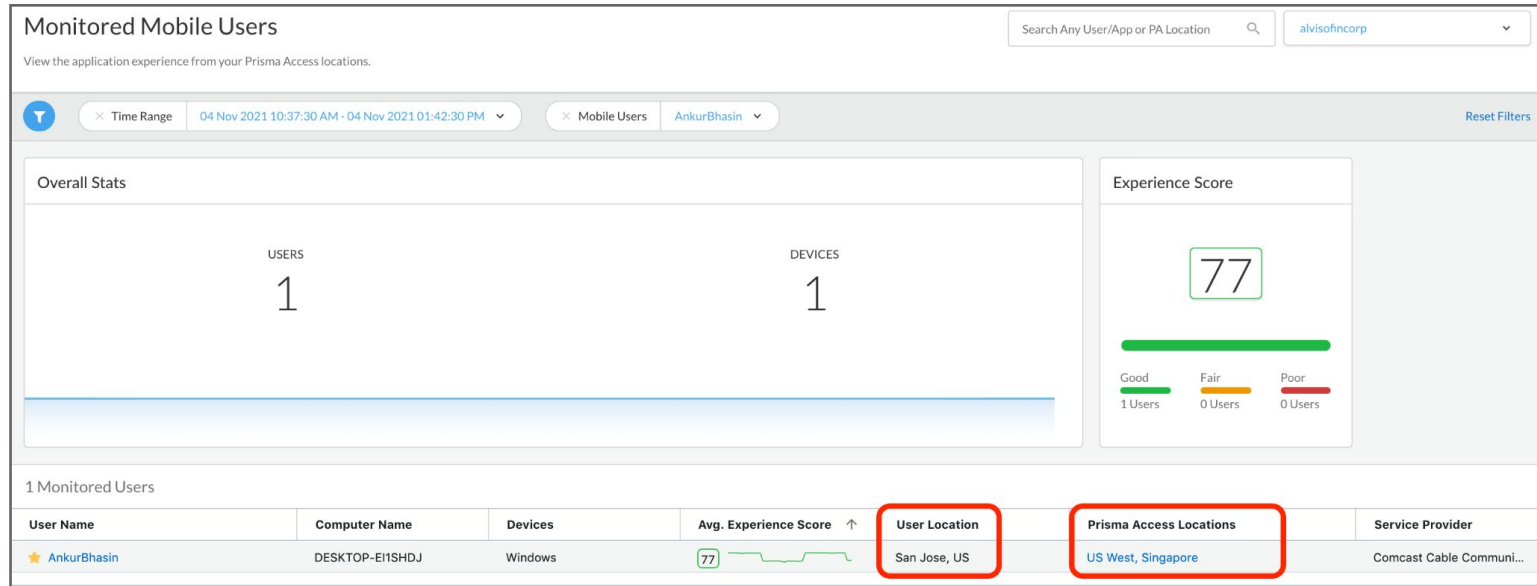 Monitored Mobile Users
Search Any User/App or PA Location
alvisofincorp
View the application experience from your Prisma Access locations.
Time Range 04 Nov 2021 10:37:30 AM - 04 Nov 2021 01:42:30 PM
Mobile Users AnkurBhasin
Reset Filters
Overall Stats
Experience Score
USERS
1
DEVICES
1
77
Good Fair Poor
1 Users 0 Users 0 Users
1 Monitored Users
User Name Computer Name Devices Avg. Experience Score User Location Prisma Access Locations Service Provider
AnkurBhasin DESKTOP-EI1SHDJ Windows 77 San Jose, US US West, Singapore Comcast Cable Communi...